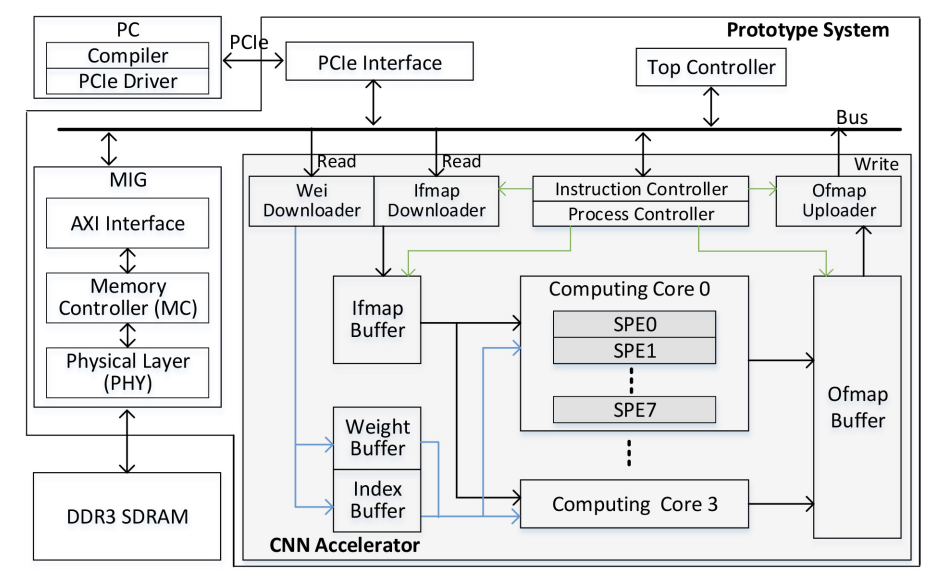 PC
Compiler
PCIe Driver
PCIe
PCIe Interface
Prototype System
Top Controller
Bus
MIG
AXI Interface
Memory
Controller (MC)
Physical Layer
(PHY)
DDR3 SDRAM
Read
Read
Write
Wei
Downloader
Ifmap
Downloader
Instruction Controller
Process Controller
Ofmap
Uploader
Ifmap
Buffer
Computing Core 0
SPE0
SPE1
SPE7
Ofmap
Buffer
Weight
Buffer
Index
Buffer
Computing Core 3
CNN Accelerator